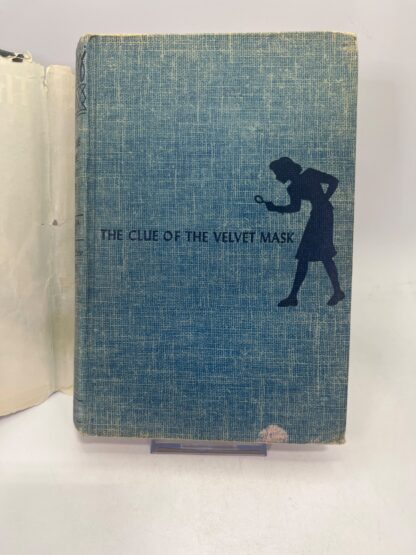 THE CLUE OF THE VELVET MASK